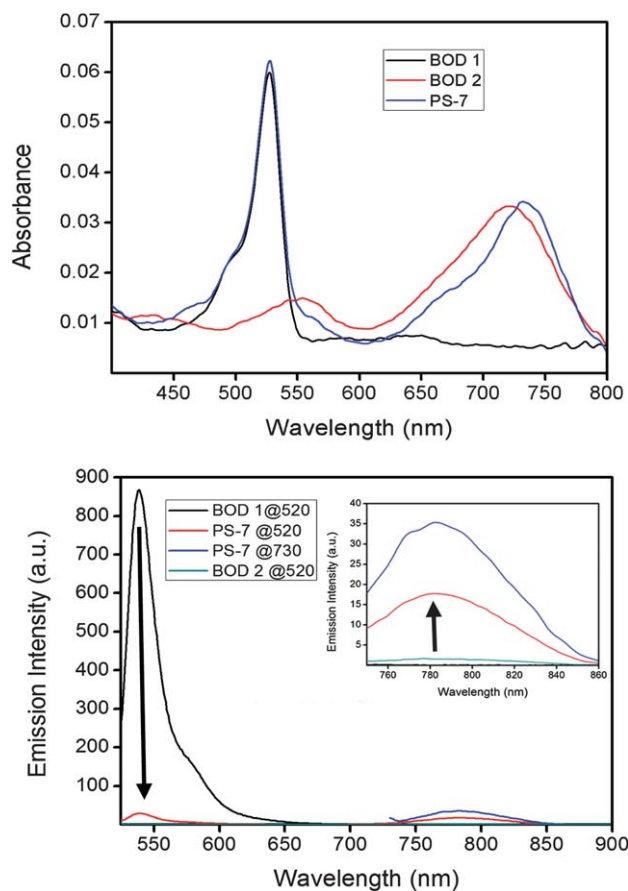 0.06
0.05
0.04
0.03
0.02
0.01
Absorbance
BOD 1
BOD 2
PS-7
450 500 550 600 650 700 750 800
Wavelength (nm)
900
800
700
600
500
400
300
200
100
Emission Intensity (a.u.)
BOD 1@520
PS-7 @520
PS-7 @730
BOD 2 @520
40
35
30
25
20
15
10
5
Emission Intensity (a.u.)
760 780 800 820 840 860
Wavelength (nm)
550 600 650 700 750 800 850 900
Wavelength (nm)